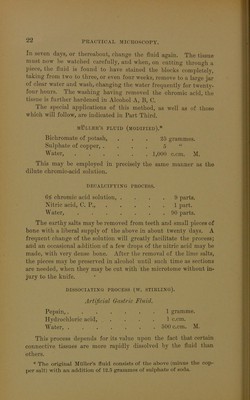 22 PRACTICAL MICROSCOPY.
In seven days, or thereabout, change the fluid again. The tissue
must now be watched carefully, and when, on cutting through a
piece, the fluid is found to have stained the blocks completely,
taking from two to three, or even four weeks, remove to a large jar
of clear water and wash, changing the water frequently for twenty-
four hours. The washing having removed the chromic acid, the
tissue is further hardened in Alcohol A, B, C.
The special applications of this method, as well as of those
which will follow, are indicated in Part Third.
MÜLLER'S FLUID (MODIFIED).*
Bichromate of potash, . . . 25 grammes.
Sulphate of copper, . . . . 5 "
Water, . . . . . . 1,000 c.cm. M.
This may be employed in precisely the same manner as the
dilute chromic-acid solution.
DECALCIFYING PROCESS.
6% chromic acid solution, . . . . 9 parts.
Nitric acid, C. P., . . . . . 1 part.
Water, . . . . . . . 90 parts.
The earthy salts may be removed from teeth and small pieces of
bone with a liberal supply of the above in about twenty days. A
frequent change of the solution will greatly facilitate the process;
and an occasional addition of a few drops of the nitric acid may be
made, with very dense bone. After the removal of the lime salts,
the pieces may be preserved in alcohol until such time as sections
are needed, when they may be cut with the microtome without in-
jury to the knife.
DISSOCIATING PROCESS (W. STIRLING).
Artificial Gastric Fluid.
Pepsin, . . . . . . 1 gramme.
Hydrochloric acid, . . . . 1 c.cm.
Water, . . . . . . . 500 c.cm. M.
This process depends for its value upon the fact that certain
connective tissues are more rapidly dissolved by the fluid than
others.
* The original Müller's fluid consists of the above (minus the cop-
per salt) with an addition of 12.5 grammes of sulphate of soda.